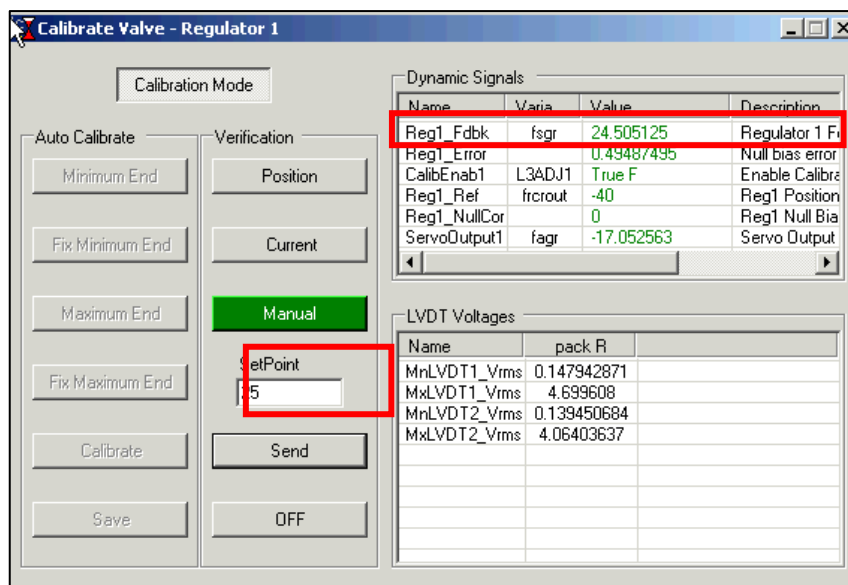 Calibrate Valve - Regulator 1
Calibration Mode
Auto Calibrate
Minimum End
Fix Minimum End
Maximum End
Fix Maximum End
Calibrate
Save
Verification
Position
Current
Manual
SetPoint
25
Send
OFF
Dynamic Signals
Name Varia Value Description
Reg1_Fdbk fsgr 24.505125 Regulator 1
Reg1_Error 0.49487495 Null bias error
CalibEnab1 L3ADJ1 True F Enable Calibra
Reg1_Ref frcrout -40 Reg1 Position
Reg1_NullCor 0 Reg1 Null Bia
ServoOutput1 fagr -17.052563 Servo Output
LVDT Voltages
Name pack R
MnLVDT1_Vrms 0.147942871
MxLVDT1_Vrms 4.699608
MnLVDT2_Vrms 0.139450684
MxLVDT2_Vrms 4.06403637